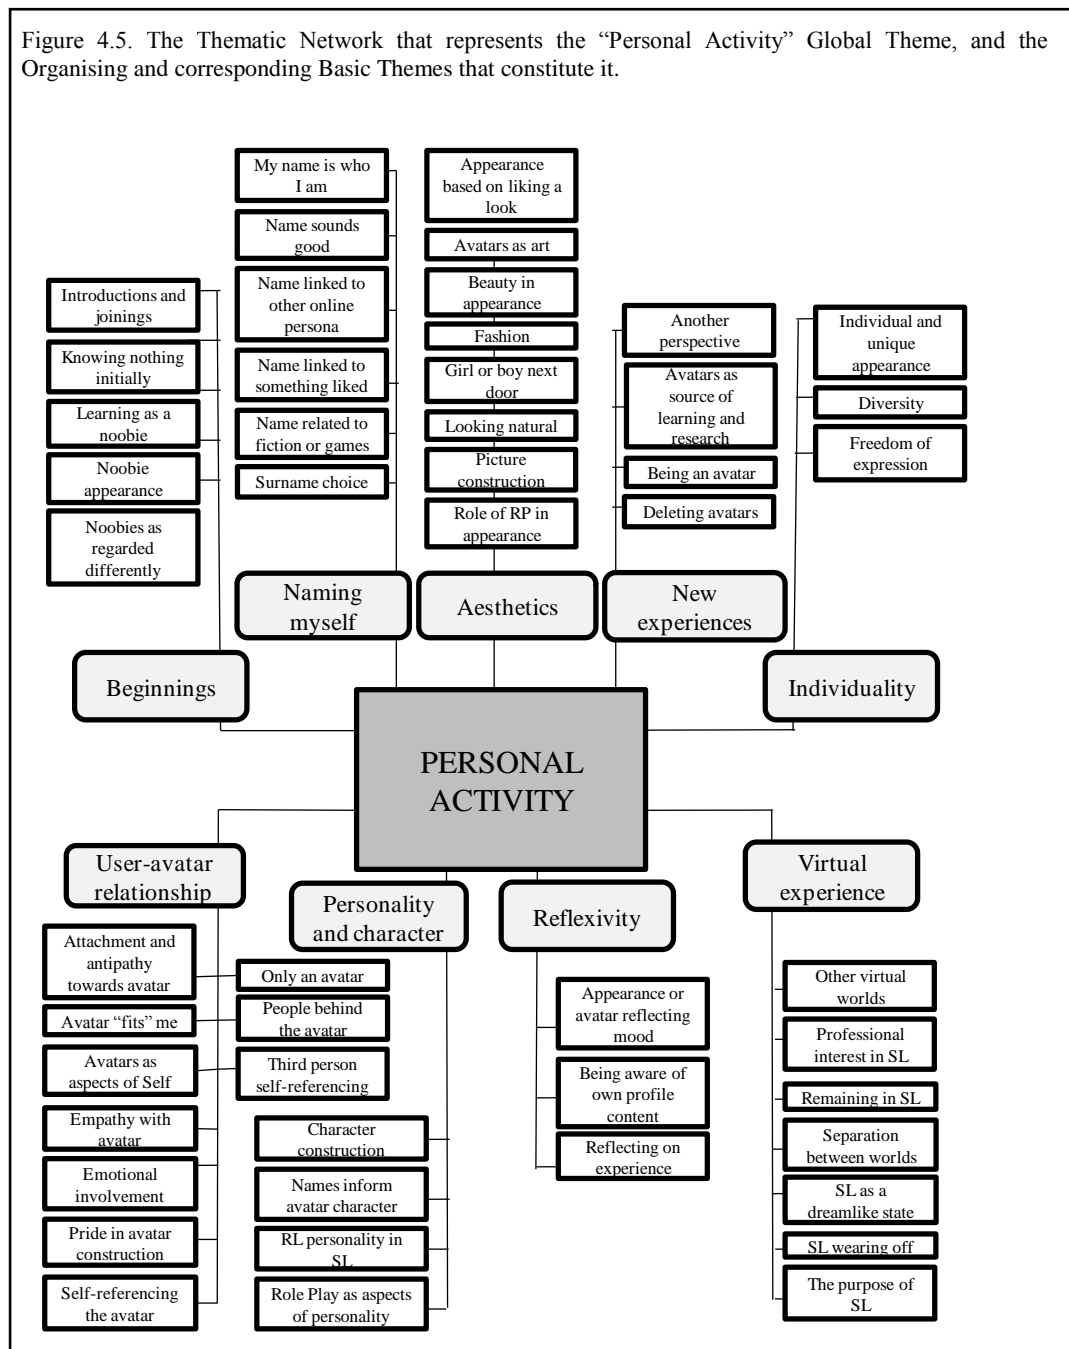 Figure 4.5. The Thematic Network that represents the “Personal Activity” Global Theme, and the
Organising and corresponding Basic Themes that constitute it.
Introductions and
joinings
Knowing nothing
initially
Learning as a
noobie
Noobie
appearance
Noobies as
regarded
differently
Beginnings
My name is who
I am
Name sounds
good
Name linked to
other online
persona
Name linked to
something liked
Name related to
fiction or games
Surname choice
Naming
myself
Appearance
based on liking a
look
Avatars as art
Beauty in
appearance
Fashion
Girl or boy next
door
Looking natural
Picture
construction
Role of RP in
appearance
Aesthetics
Another
perspective
Avatars as
source of
learning and
research
Being an avatar
Deleting avatars
New
experiences
Individual and
unique
appearance
Diversity
Freedom of
expression
Individuality
PERSONAL
ACTIVITY
User-avatar
relationship
Attachment and
antipathy
towards avatar
Avatar “fits” me
Avatars as
aspects of Self
Empathy with
avatar
Emotional
involvement
Pride in avatar
construction
Self-referencing
the avatar
Only an avatar
People behind
the avatar
Third person
self-referencing
Personality
and character
Character
construction
Names inform
avatar character
RL personality in
SL
Role Play as aspects
of personality
Reflexivity
Appearance or
avatar reflecting
mood
Being aware of
own profile
content
Reflecting on
experience
Virtual
experience
Other virtual
worlds
Professional
interest in SL
Remaining in SL
Separation
between worlds
SL as a
dreamlike state
SL wearing off
The purpose of
SL